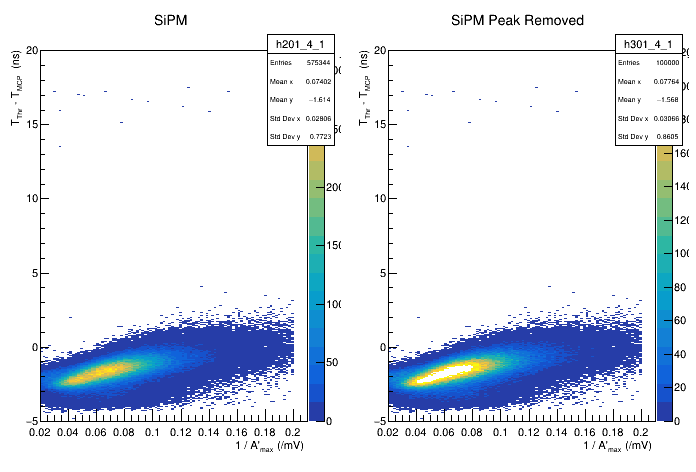 SiPM
h201_4_1
Entries 575344
Mean x 0.07402
Mean y −1.614
Std Dev x 0.02806
Std Dev y 0.7723
T_Thr - T_MCP (ns)
20
15
10
5
0
−5
0.02 0.04 0.06 0.08 0.1 0.12 0.14 0.16 0.18 0.2
1 / A'_max (/mV)
200
150
100
50
0
SiPM Peak Removed
h301_4_1
Entries 100000
Mean x 0.07764
Mean y −1.568
Std Dev x 0.03066
Std Dev y 0.8605
T_Thr - T_MCP (ns)
20
15
10
5
0
−5
0.02 0.04 0.06 0.08 0.1 0.12 0.14 0.16 0.18 0.2
1 / A'_max (/mV)
160
140
120
100
80
60
40
20
0